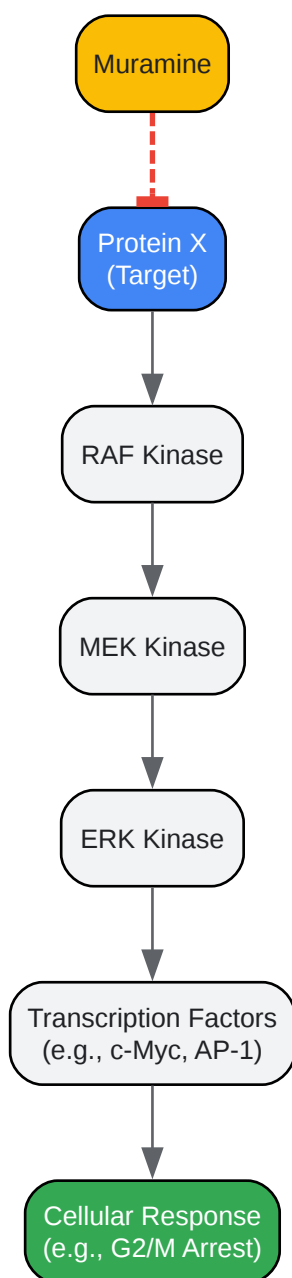 Muramine
Protein X
(Target)
RAF Kinase
MEK Kinase
ERK Kinase
Transcription Factors
(e.g., c-Myc, AP-1)
Cellular Response
(e.g., G2/M Arrest)